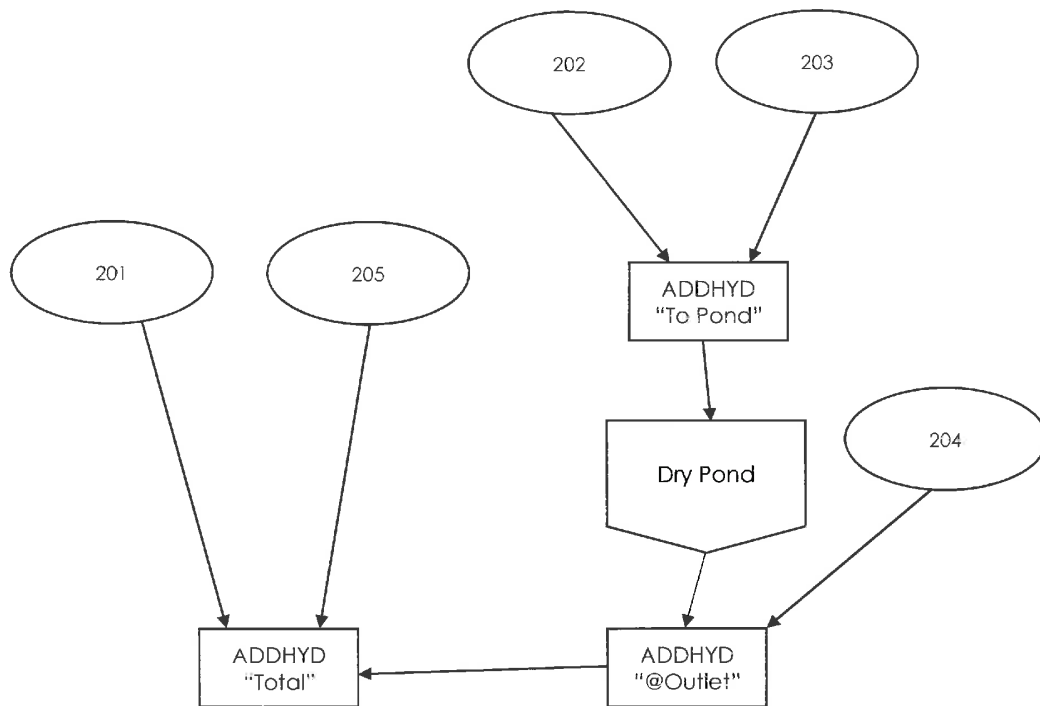 202
203
201
205
ADDHYD
"To Pond"
204
Dry Pond
ADDHYD
"Total"
ADDHYD
"@Outlet"